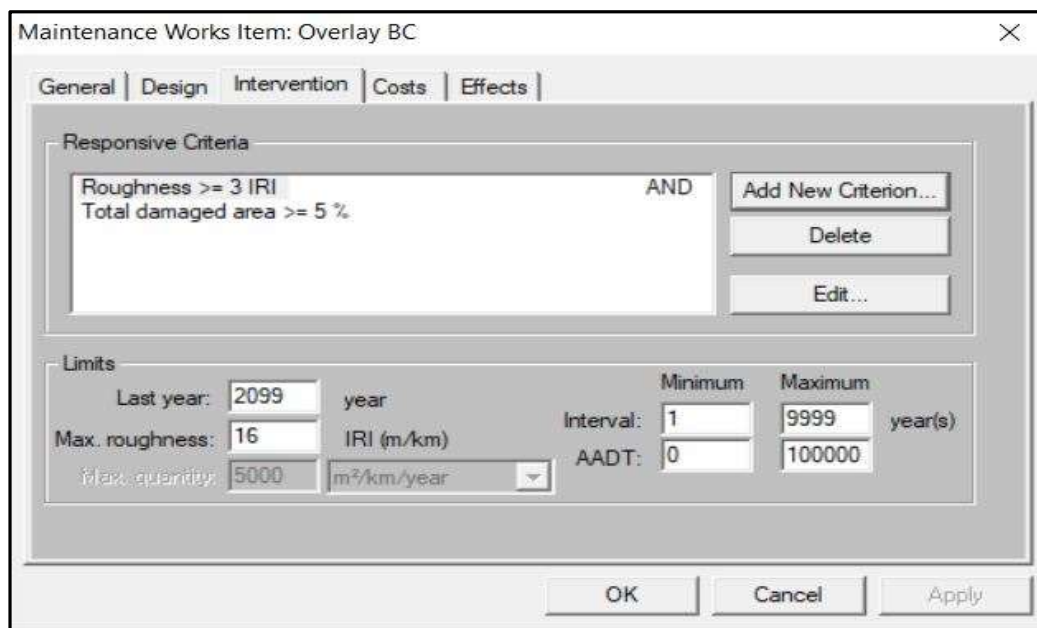 Maintenance Works Item: Overlay BC
General Design Intervention Costs Effects
Responsive Criteria
Roughness >= 3 IRI AND
Total damaged area >= 5 %
Add New Criterion...
Delete
Edit...
Limits
Last year: 2099 year
Max. roughness: 16 IRI (m/km)
Max. quantity: 5000 m²/km/year
Minimum Maximum
Interval: 1 9999 year(s)
AADT: 0 100000
OK Cancel Apply